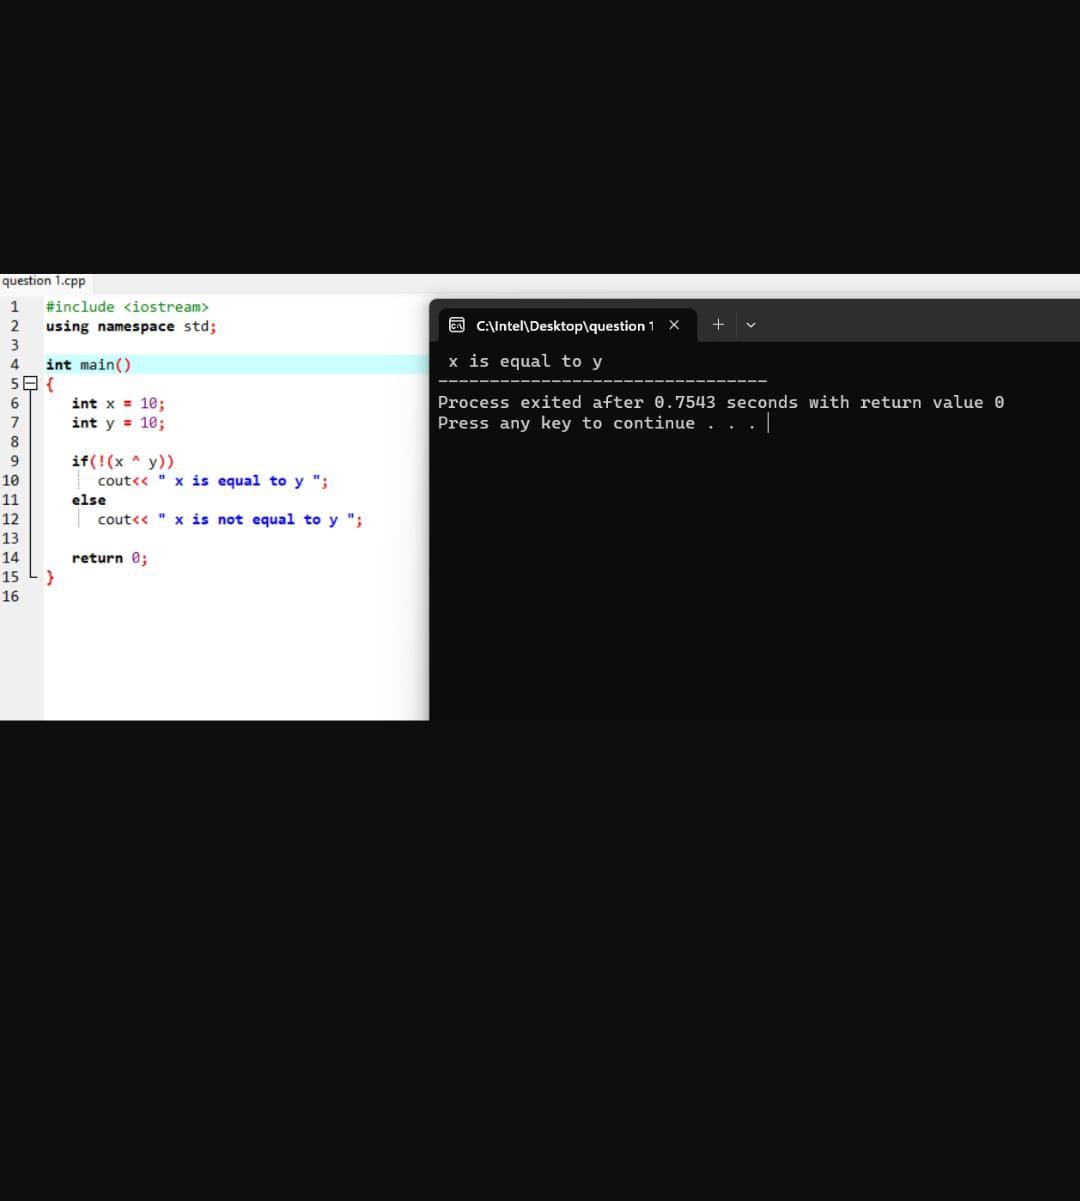 question 1.cpp
1 #include <iostream>
2 using namespace std;
3
4 int main()
5 {
6 int x = 10;
7 int y = 10;
8
9 if(!(x ^ y))
10 cout<< " x is equal to y ";
11 else
12 cout<< " x is not equal to y ";
13
14 return 0;
15 }
16
C:\Intel\Desktop\question 1
x is equal to y
--------------------------------
Process exited after 0.7543 seconds with return value 0
Press any key to continue . . .